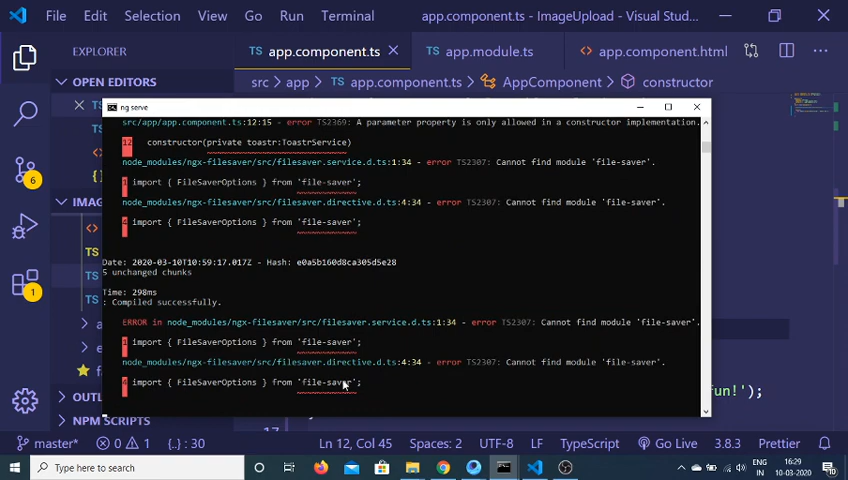 File Edit Selection View Go Run Terminal app.component.ts - ImageUpload - Visual Stud...
EXPLORER
TS app.component.ts TS app.module.ts <> app.component.html
OPEN EDITORS
src > app > app.component.ts > AppComponent > constructor
ng serve
src/app/app.component.ts:12:15 - error TS2369: A parameter property is only allowed in a constructor implementation.
12 constructor(private toastr:ToastrService)
node_modules/ngx-filesaver/src/filesaver.service.d.ts:1:34 - error TS2307: Cannot find module 'file-saver'.
1 import { FileSaverOptions } from 'file-saver';
node_modules/ngx-filesaver/src/filesaver.directive.d.ts:4:34 - error TS2307: Cannot find module 'file-saver'.
4 import { FileSaverOptions } from 'file-saver';
Date: 2020-03-10T10:59:17.017Z - Hash: e0a5b160d8ca305d5e28
5 unchanged chunks
Time: 298ms
: Compiled successfully.
ERROR in node_modules/ngx-filesaver/src/filesaver.service.d.ts:1:34 - error TS2307: Cannot find module 'file-saver'.
1 import { FileSaverOptions } from 'file-saver';
node_modules/ngx-filesaver/src/filesaver.directive.d.ts:4:34 - error TS2307: Cannot find module 'file-saver'.
4 import { FileSaverOptions } from 'file-saver';
6
1
TS
TS
<>
{}
IMAG
<>
TS
TS
TS
OUTL
NPM SCRIPTS
un!');
17
master* 0 1 {..} : 30 Ln 12, Col 45 Spaces: 2 UTF-8 LF TypeScript Go Live 3.8.3 Prettier
Type here to search
ENG
IN
16:29
10-03-2020